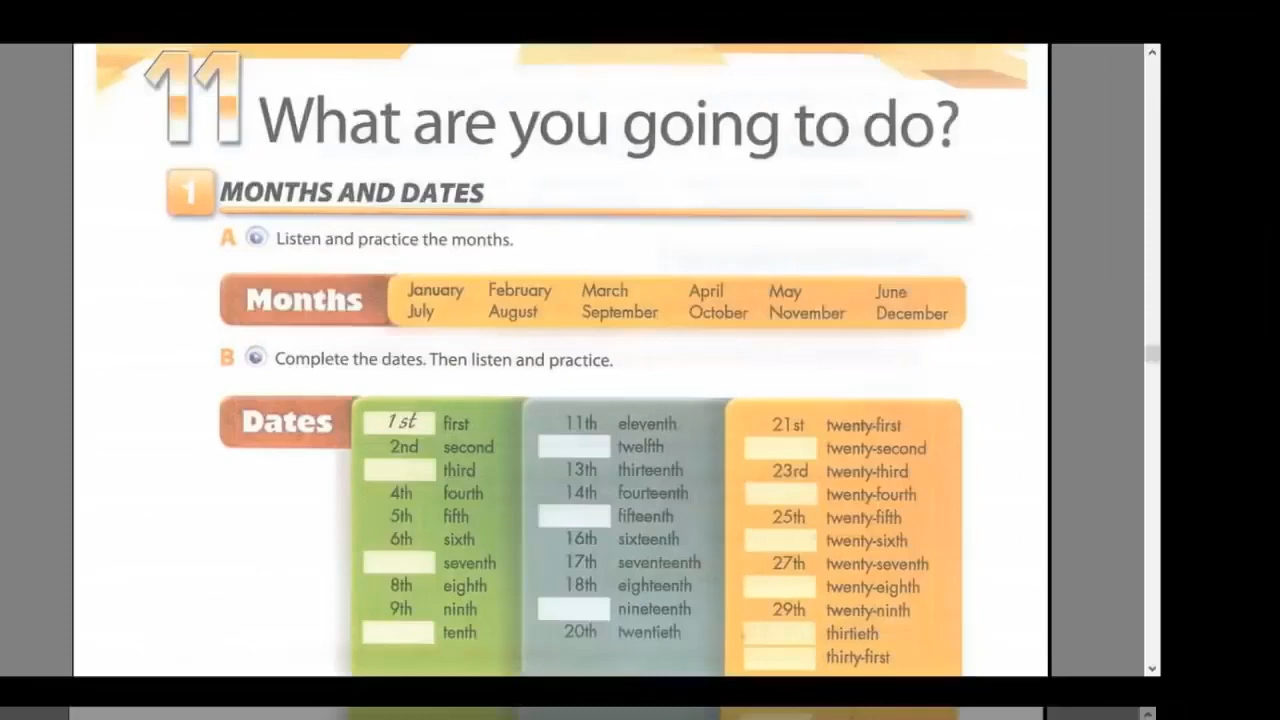 11 What are you going to do?
1 MONTHS AND DATES
A Listen and practice the months.
Months January February March April May June
July August September October November December
B Complete the dates. Then listen and practice.
Dates
1st first
2nd second
third
4th fourth
5th fifth
6th sixth
seventh
8th eighth
9th ninth
tenth
11th eleventh
twelfth
13th thirteenth
14th fourteenth
fifteenth
16th sixteenth
17th seventeenth
18th eighteenth
nineteenth
20th twentieth
21st twenty-first
twenty-second
23rd twenty-third
twenty-fourth
25th twenty-fifth
twenty-sixth
27th twenty-seventh
twenty-eighth
29th twenty-ninth
thirtieth
thirty-first